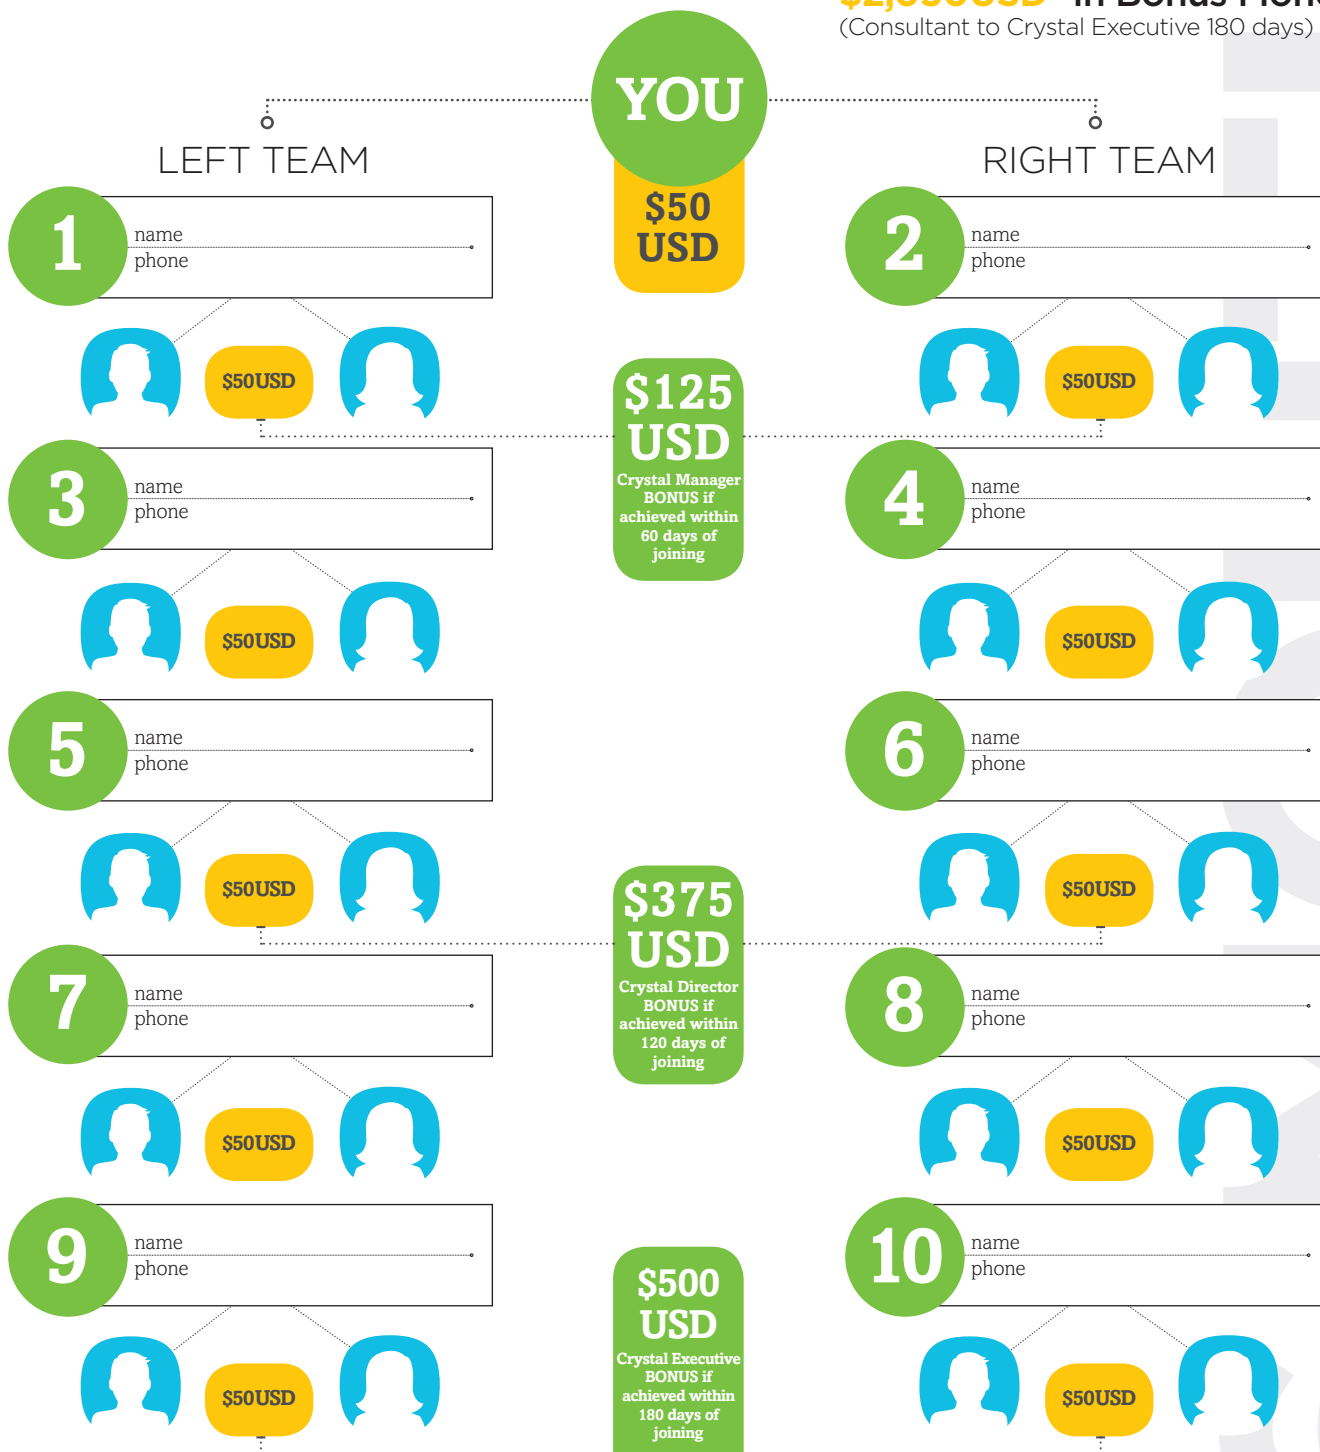 (Consultant to Crystal Executive 180 days)
YOU
LEFT TEAM
RIGHT TEAM
$50
USD
1
name
phone
2
name
phone
$50USD
$50USD
$125
USD
Crystal Manager
BONUS if
achieved within
60 days of
joining
3
name
phone
4
name
phone
$50USD
$50USD
5
name
phone
6
name
phone
$50USD
$50USD
$375
USD
Crystal Director
BONUS if
achieved within
120 days of
joining
7
name
phone
8
name
phone
$50USD
$50USD
9
name
phone
10
name
phone
$500
USD
Crystal Executive
BONUS if
achieved within
180 days of
joining
$50USD
$50USD